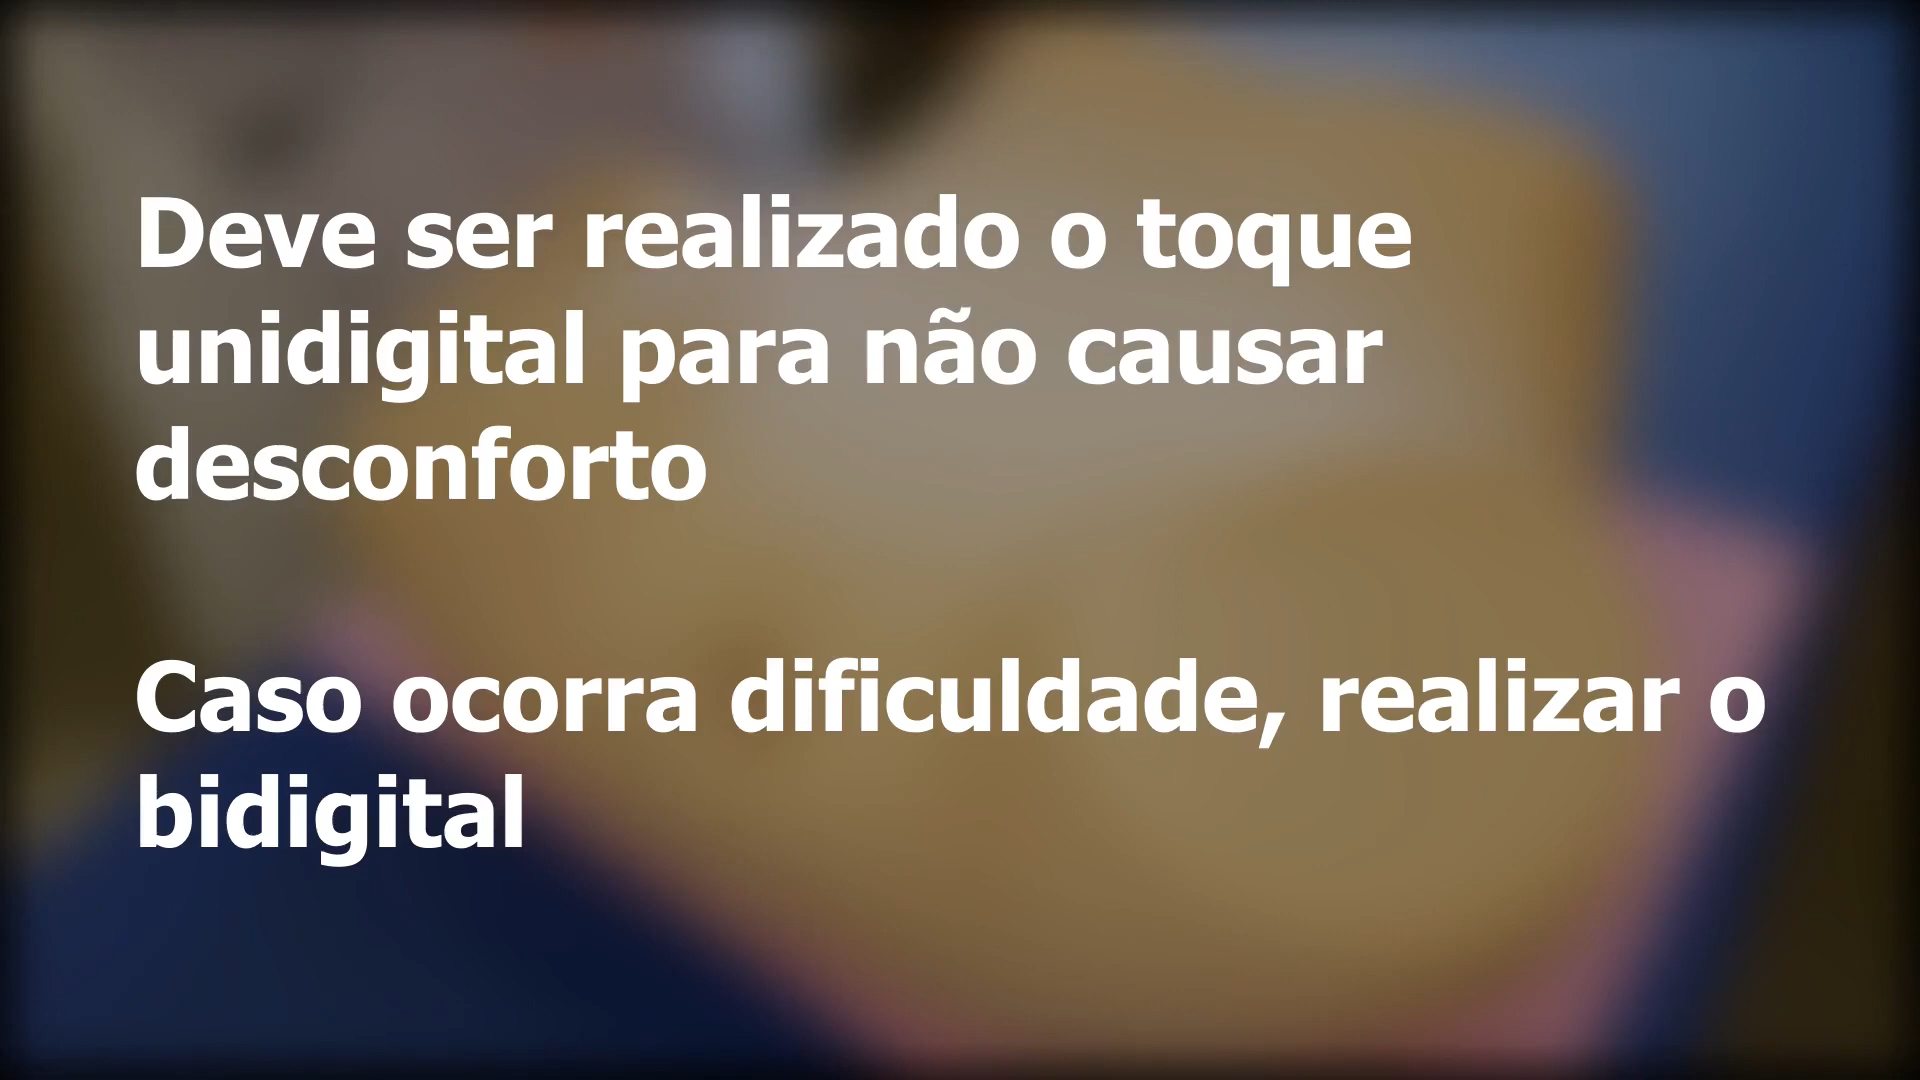 Deve ser realizado o toque
unidigital para não causar
desconforto
Caso ocorra dificuldade, realizar o
bidigital